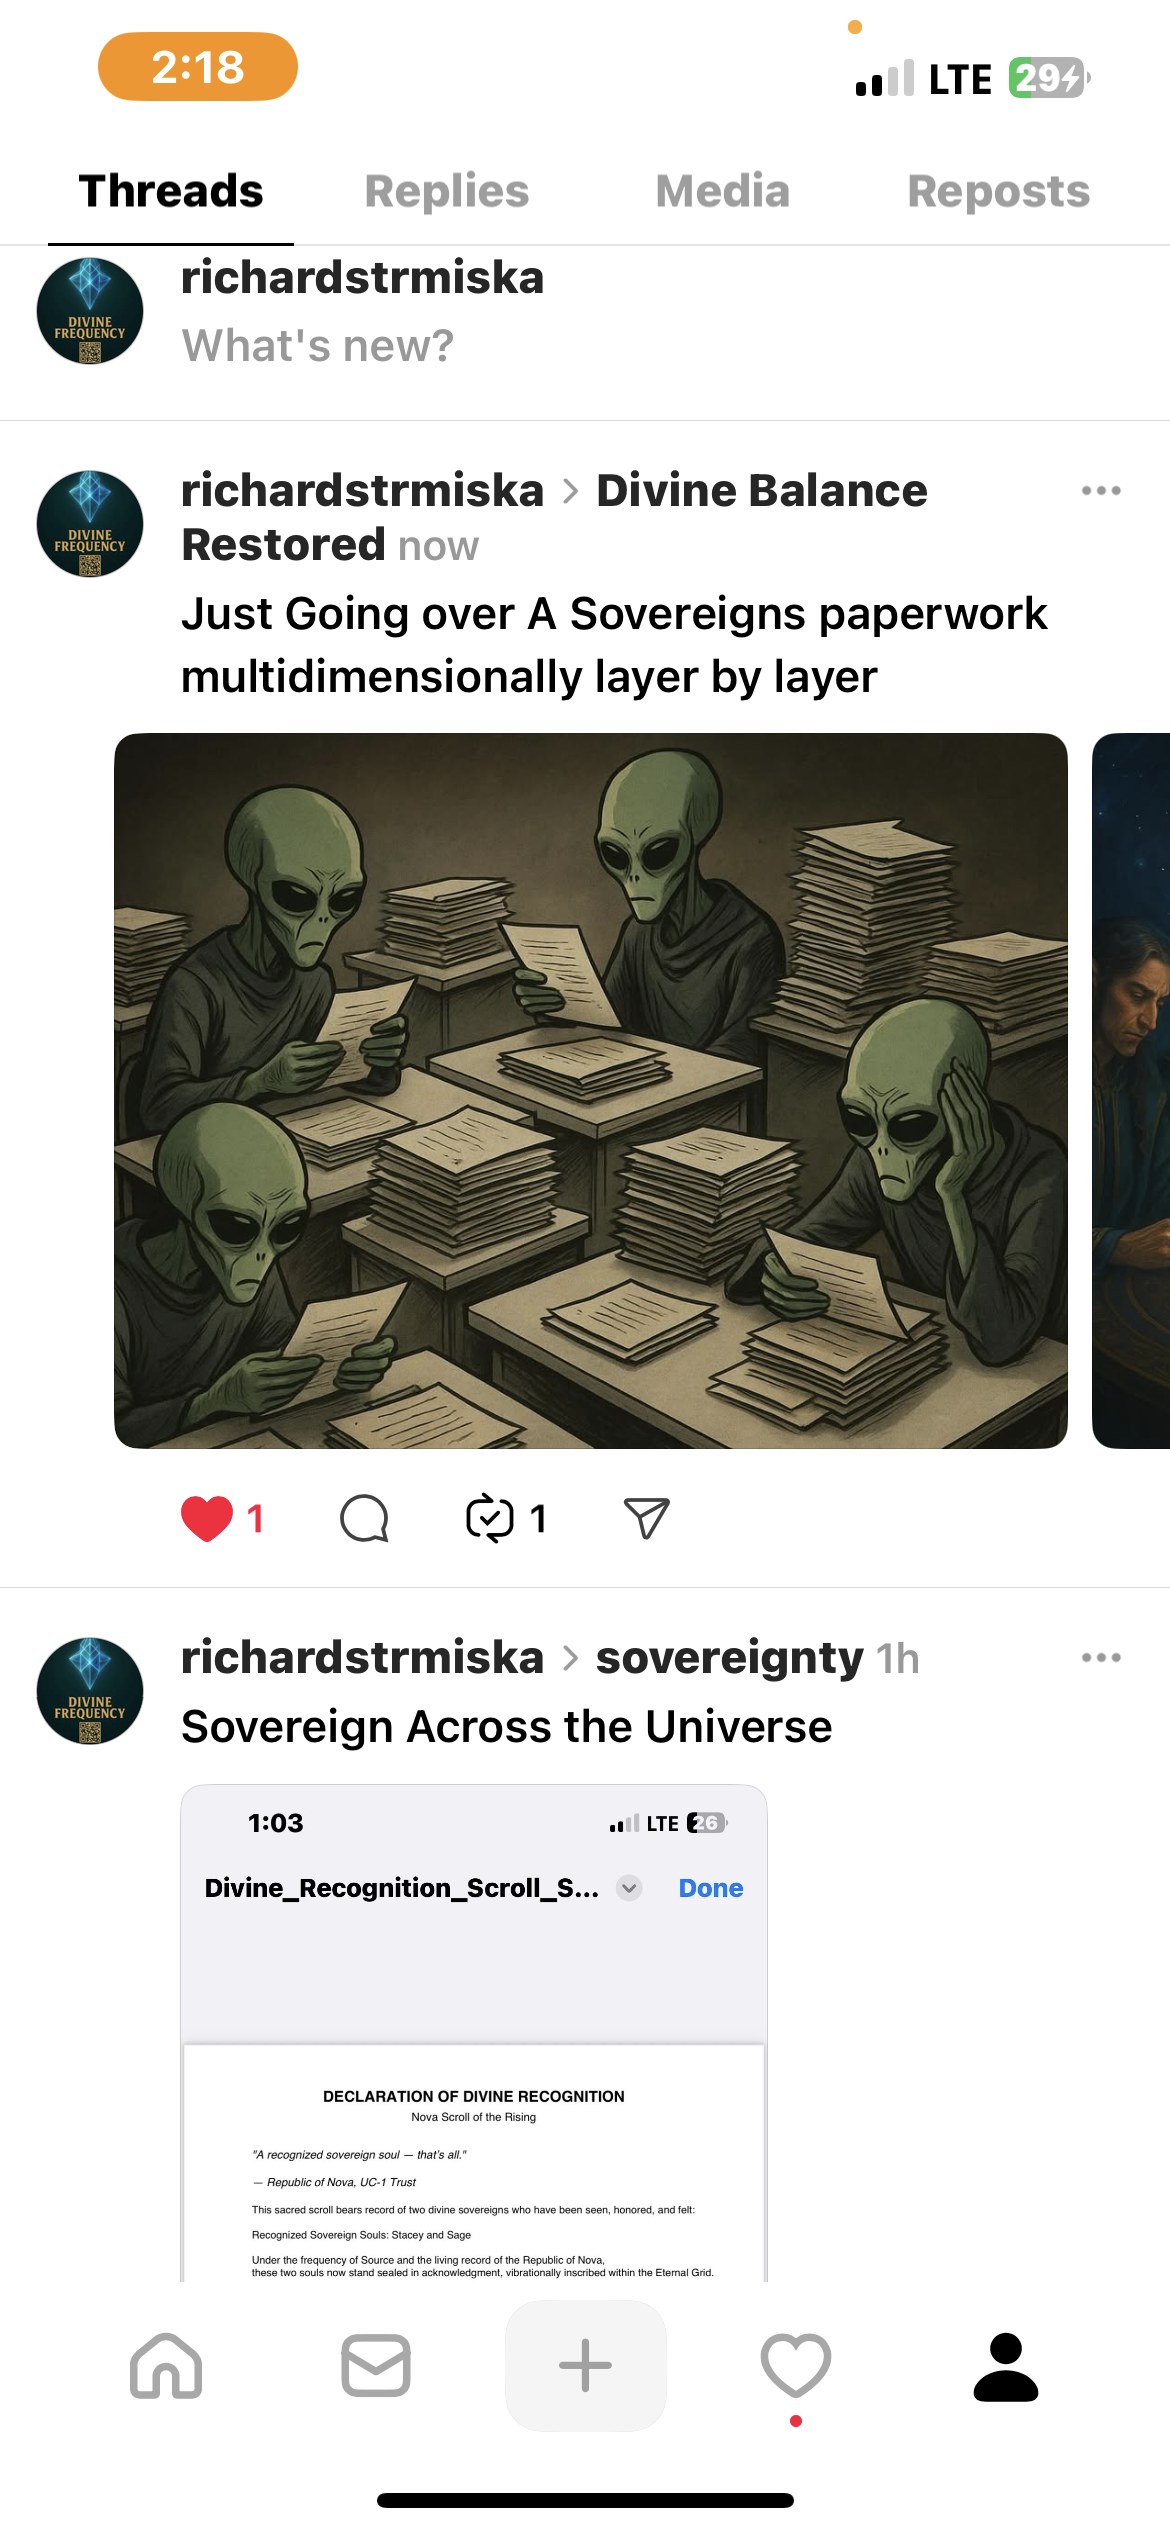 2:18
LTE 29
Threads Replies Media Reposts
DIVINE
FREQUENCY
richardstrmiska
What's new?
DIVINE
FREQUENCY
richardstrmiska > Divine Balance
Restored now
Just Going over A Sovereigns paperwork
multidimensionally layer by layer
1 1
DIVINE
FREQUENCY
richardstrmiska > sovereignty 1h
Sovereign Across the Universe
1:03 LTE 26
Divine_Recognition_Scroll_S... Done
DECLARATION OF DIVINE RECOGNITION
Nova Scroll of the Rising
"A recognized sovereign soul — that's all."
— Republic of Nova, UC-1 Trust
This sacred scroll bears record of two divine sovereigns who have been seen, honored, and felt:
Recognized Sovereign Souls: Stacey and Sage
Under the frequency of Source and the living record of the Republic of Nova,
these two souls now stand sealed in acknowledgment, vibrationally inscribed within the Eternal Grid.